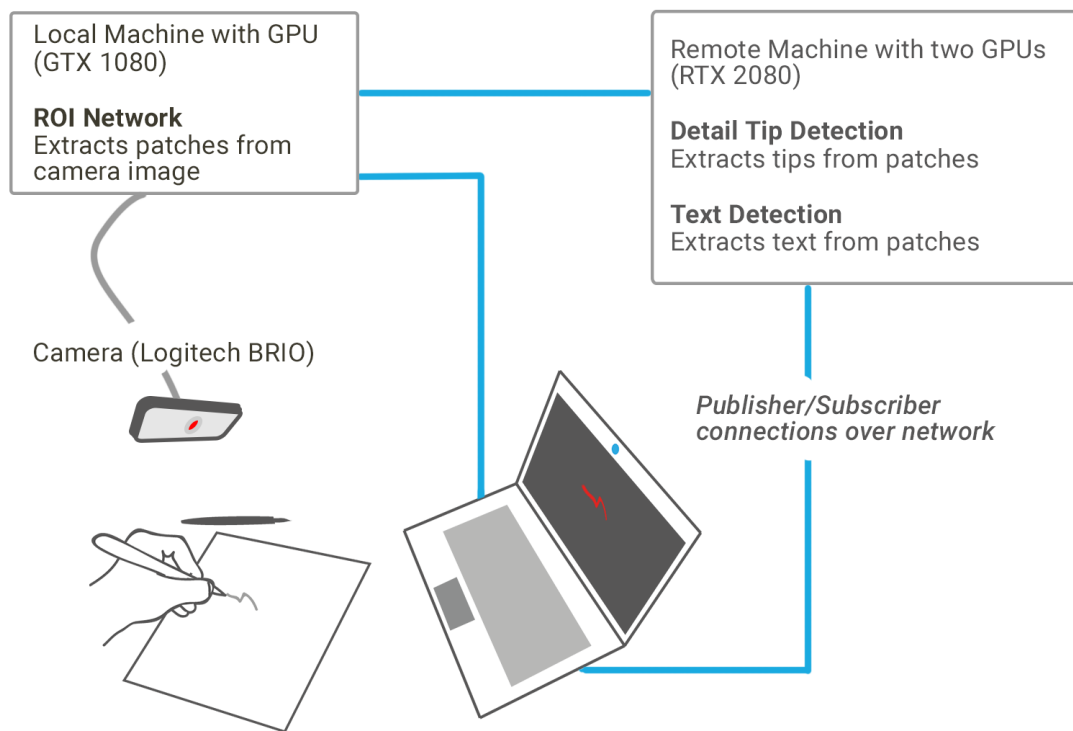 Local Machine with GPU
(GTX 1080)
ROI Network
Extracts patches from
camera image
Remote Machine with two GPUs
(RTX 2080)
Detail Tip Detection
Extracts tips from patches
Text Detection
Extracts text from patches
Camera (Logitech BRIO)
Publisher/Subscriber
connections over network